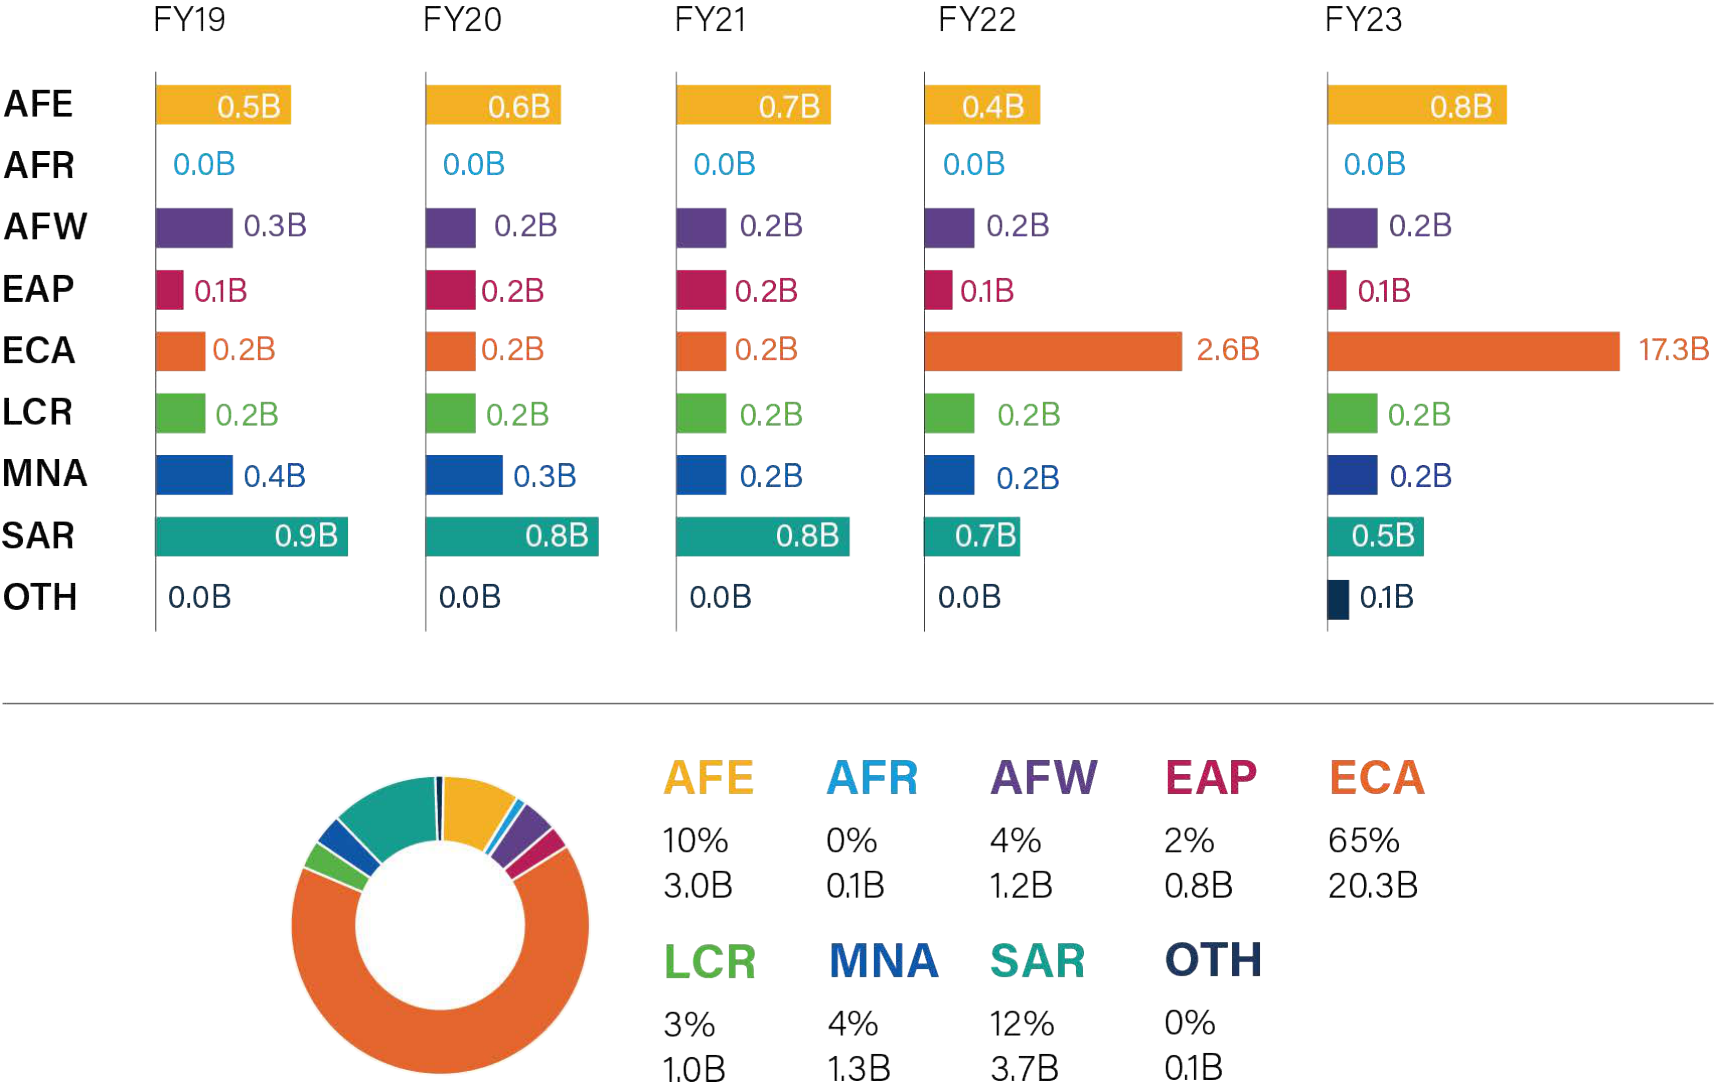 FY19 FY20 FY21 FY22 FY23
AFE 0.5B 0.6B 0.7B 0.4B 0.8B
AFR 0.0B 0.0B 0.0B 0.0B 0.0B
AFW 0.3B 0.2B 0.2B 0.2B 0.2B
EAP 0.1B 0.2B 0.2B 0.1B 0.1B
ECA 0.2B 0.2B 0.2B 2.6B 17.3B
LCR 0.2B 0.2B 0.2B 0.2B 0.2B
MNA 0.4B 0.3B 0.2B 0.2B 0.2B
SAR 0.9B 0.8B 0.8B 0.7B 0.5B
OTH 0.0B 0.0B 0.0B 0.0B 0.1B
AFE AFR AFW EAP ECA
10% 0% 4% 2% 65%
3.0B 0.1B 1.2B 0.8B 20.3B
LCR MNA SAR OTH
3% 4% 12% 0%
1.0B 1.3B 3.7B 0.1B